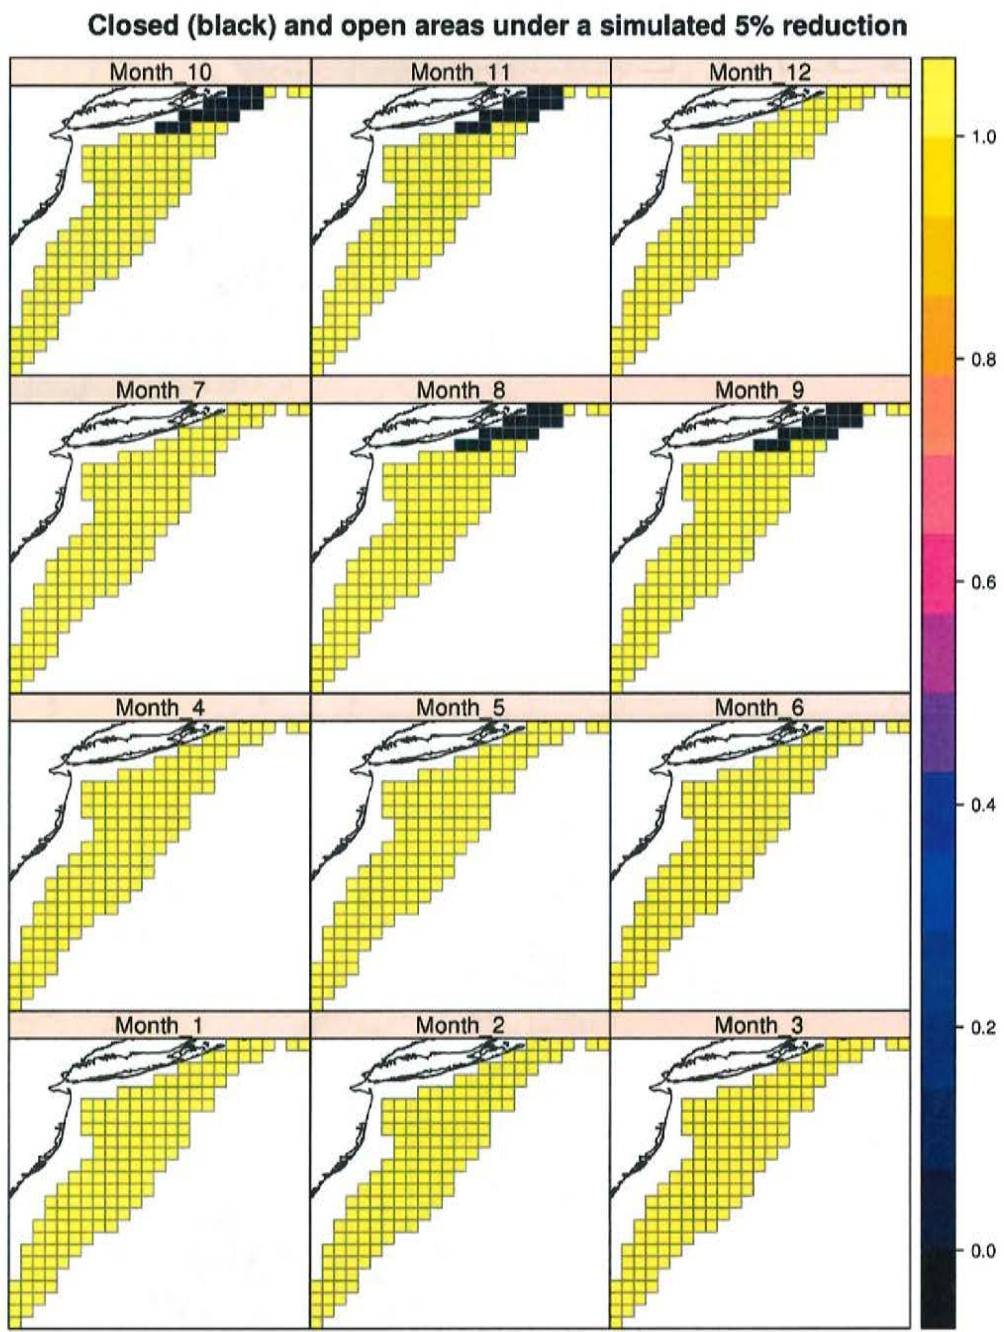 Closed (black) and open areas under a simulated 5% reduction
Month_10
Month_11
Month_12
1.0
0.8
Month_7
Month_8
Month_9
0.6
Month_4
Month_5
Month_6
0.4
0.2
Month_1
Month_2
Month_3
0.0